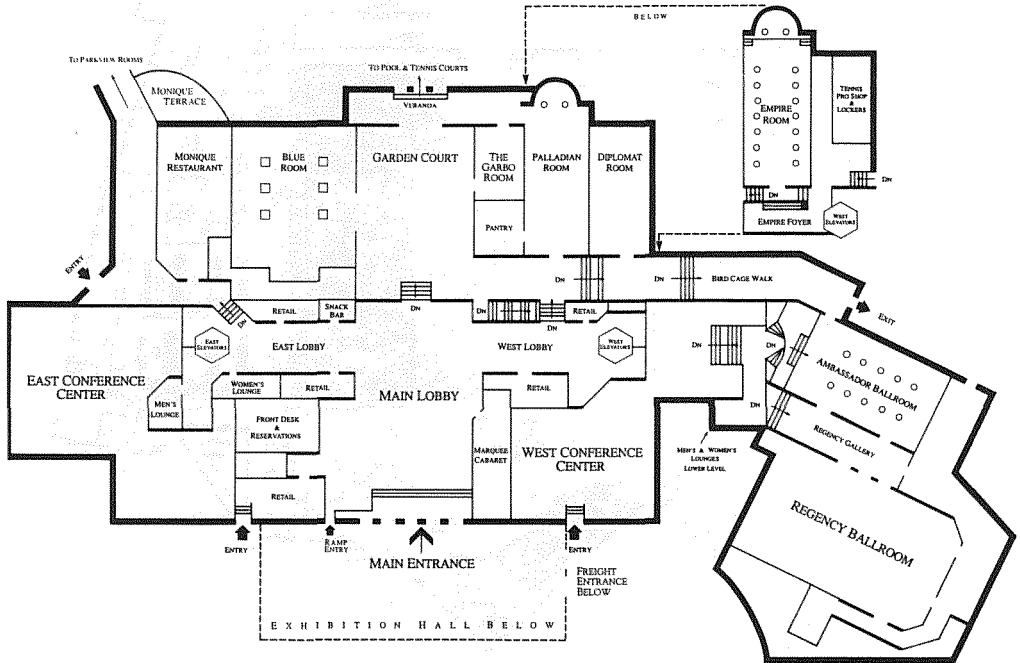 BELOW
TO PARKVIEW ROOMS
MONIQUE
TERRACE
TO POOL & TENNIS COURTS
VERANDA
EMPIRE
ROOM
TENNIS
PRO SHOP
&
LOCKERS
DN
DN
EMPIRE FOYER
WEST
ELEVATORS
MONIQUE
RESTAURANT
BLUE
ROOM
GARDEN COURT
THE
GARBO
ROOM
PALLADIAN
ROOM
DIPLOMAT
ROOM
PANTRY
ENTRY
DN
DN
BIRD CAGE WALK
EXIT
DN
RETAIL
SNACK
BAR
DN
DN
DN
RETAIL
EAST
ELEVATORS
EAST LOBBY
WEST LOBBY
WEST
ELEVATORS
DN
DN
DN
AMBASSADOR BALLROOM
EAST CONFERENCE
CENTER
MEN'S
LOUNGE
WOMEN'S
LOUNGE
RETAIL
MAIN LOBBY
RETAIL
DN
FRONT DESK
&
RESERVATIONS
MARQUEE
CABARET
WEST CONFERENCE
CENTER
MEN'S & WOMEN'S
LOUNGES
LOWER LEVEL
REGENCY GALLERY
REGENCY BALLROOM
RETAIL
ENTRY
RAMP
ENTRY
MAIN ENTRANCE
ENTRY
FREIGHT
ENTRANCE
BELOW
EXHIBITION HALL BELOW